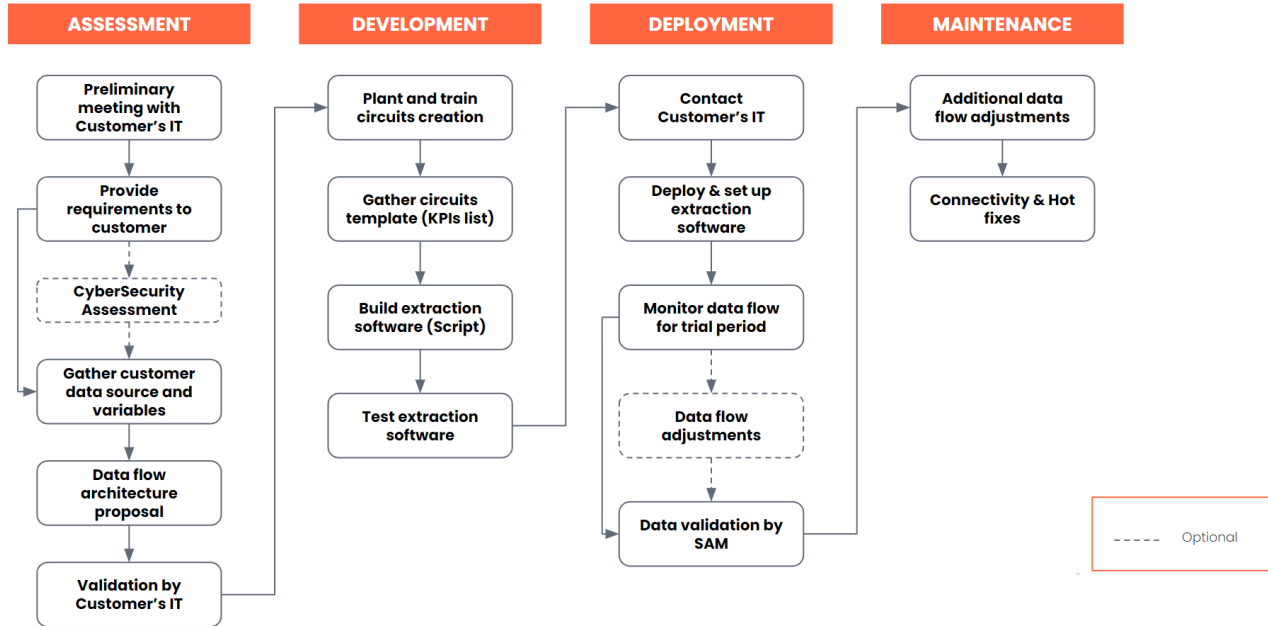 ASSESSMENT
Preliminary
meeting with
Customer's IT
Provide
requirements to
customer
CyberSecurity
Assessment
Gather customer
data source and
variables
Data flow
architecture
proposal
Validation by
Customer's IT
DEVELOPMENT
Plant and train
circuits creation
Gather circuits
template (KPIs list)
Build extraction
software (Script)
Test extraction
software
DEPLOYMENT
Contact
Customer's IT
Deploy & set up
extraction
software
Monitor data flow
for trial period
Data flow
adjustments
Data validation by
SAM
MAINTENANCE
Additional data
flow adjustments
Connectivity & Hot
fixes
Optional